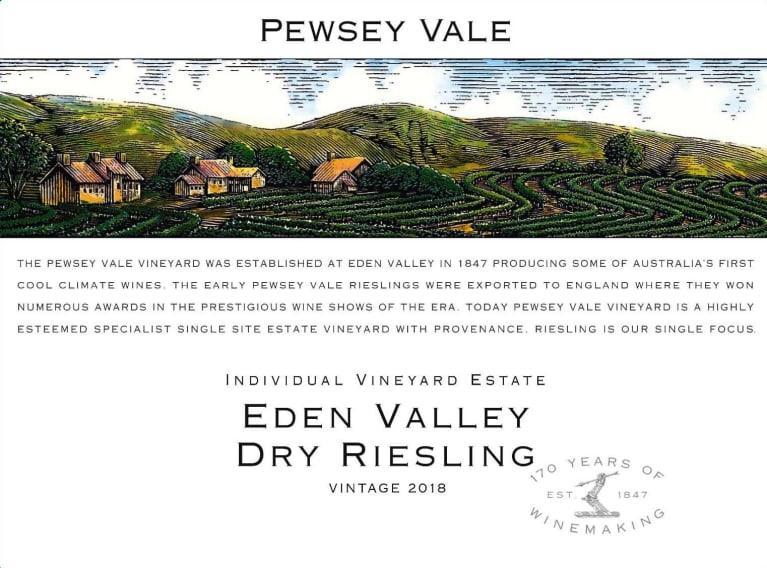 PEWSEY VALE
THE PEWSEY VALE VINEYARD WAS ESTABLISHED AT EDEN VALLEY IN 1847 PRODUCING SOME OF AUSTRALIA'S FIRST
COOL CLIMATE WINES. THE EARLY PEWSEY VALE RIESLINGS WERE EXPORTED TO ENGLAND WHERE THEY WON
NUMEROUS AWARDS IN THE PRESTIGIOUS WINE SHOWS OF THE ERA. TODAY PEWSEY VALE VINEYARD IS A HIGHLY
ESTEEMED SPECIALIST SINGLE SITE ESTATE VINEYARD WITH PROVENANCE. RIESLING IS OUR SINGLE FOCUS.
INDIVIDUAL VINEYARD ESTATE
EDEN VALLEY
DRY RIESLING
VINTAGE 2018
170 YEARS OF
EST. 1847
WINEMAKING